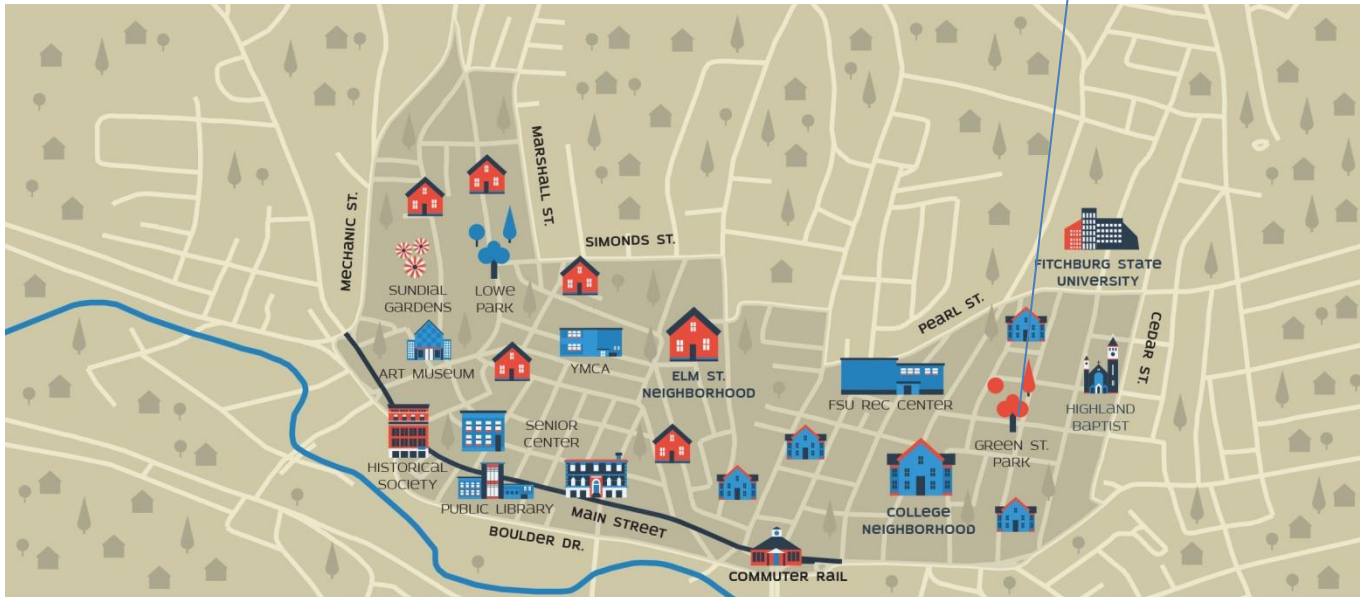 MARSHALL ST.
MECHANIC ST.
SIMONDS ST.
FITCHBURG STATE
UNIVERSITY
SUNDIAL
GARDENS
LOWE
PARK
PEARL ST.
CEDAR ST.
ART MUSEUM
YMCA
ELM ST.
NEIGHBORHOOD
FSU REC CENTER
HIGHLAND
BAPTIST
SENIOR
CENTER
GREEN ST.
PARK
HISTORICAL
SOCIETY
PUBLIC LIBRARY
MAIN STREET
COLLEGE
NEIGHBORHOOD
BOULDER DR.
COMMUTER RAIL